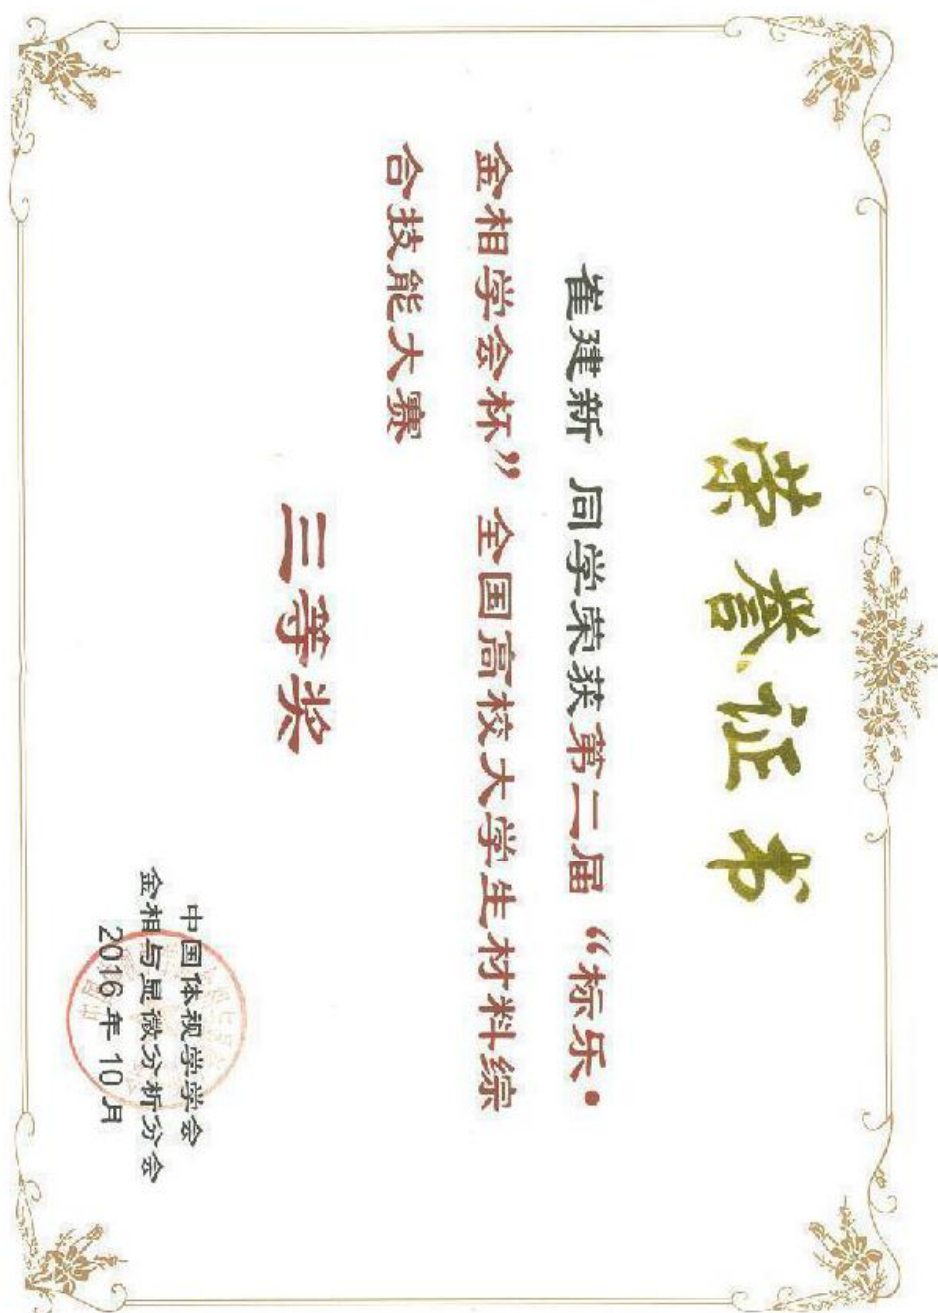 荣誉证书
崔建新 同学荣获第二届“标乐·
金相学会杯”全国高校大学生材料综
合技能大赛
三等奖
中国体视学学会
金相与显微分析分会
2016年10月